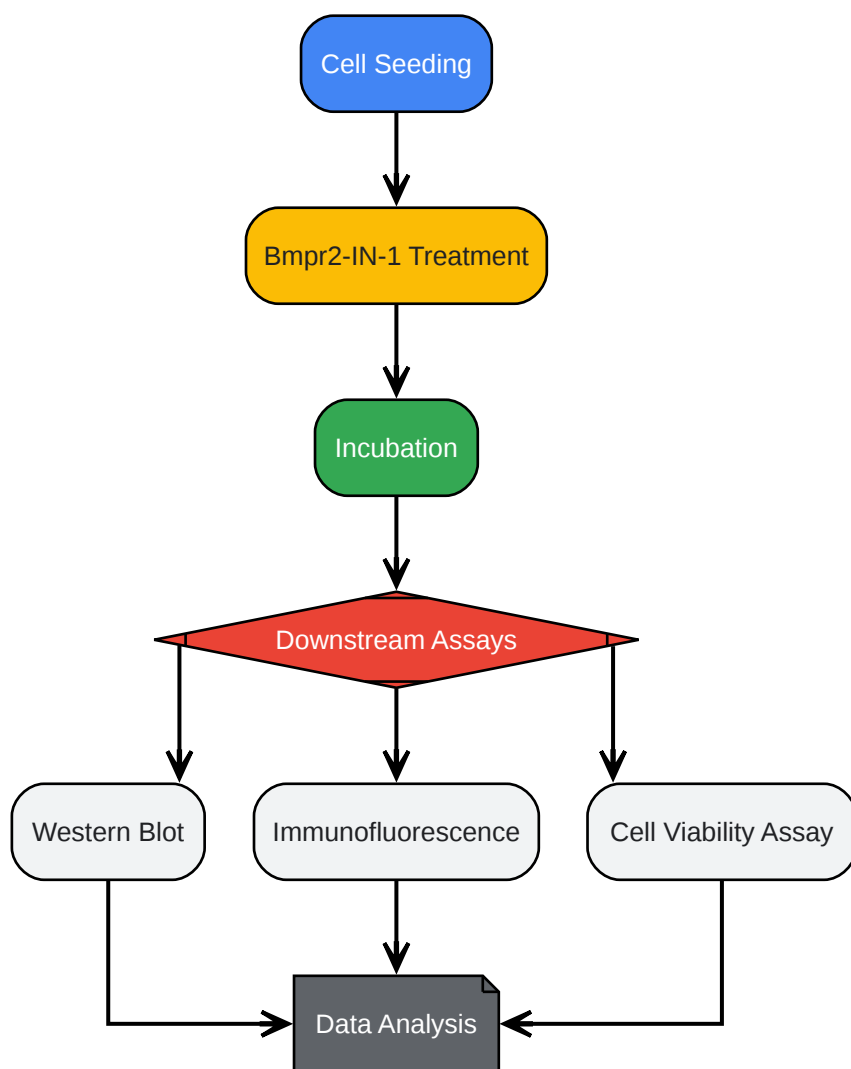 Cell Seeding
Bmpr2-IN-1 Treatment
Incubation
Downstream Assays
Western Blot
Immunofluorescence
Cell Viability Assay
Data Analysis